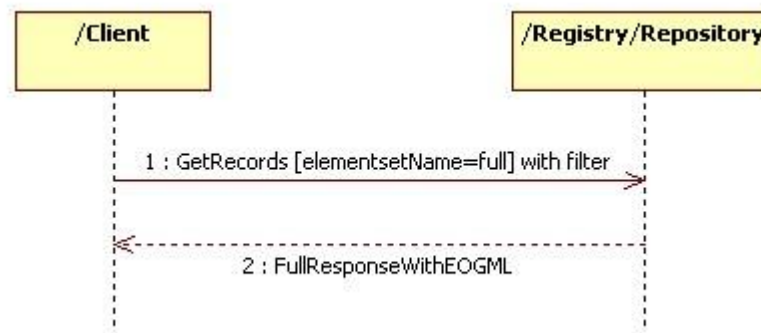 /Client
/Registry/Repository
1 : GetRecords [elementsetName=full] with filter
2 : FullResponseWithEOGML